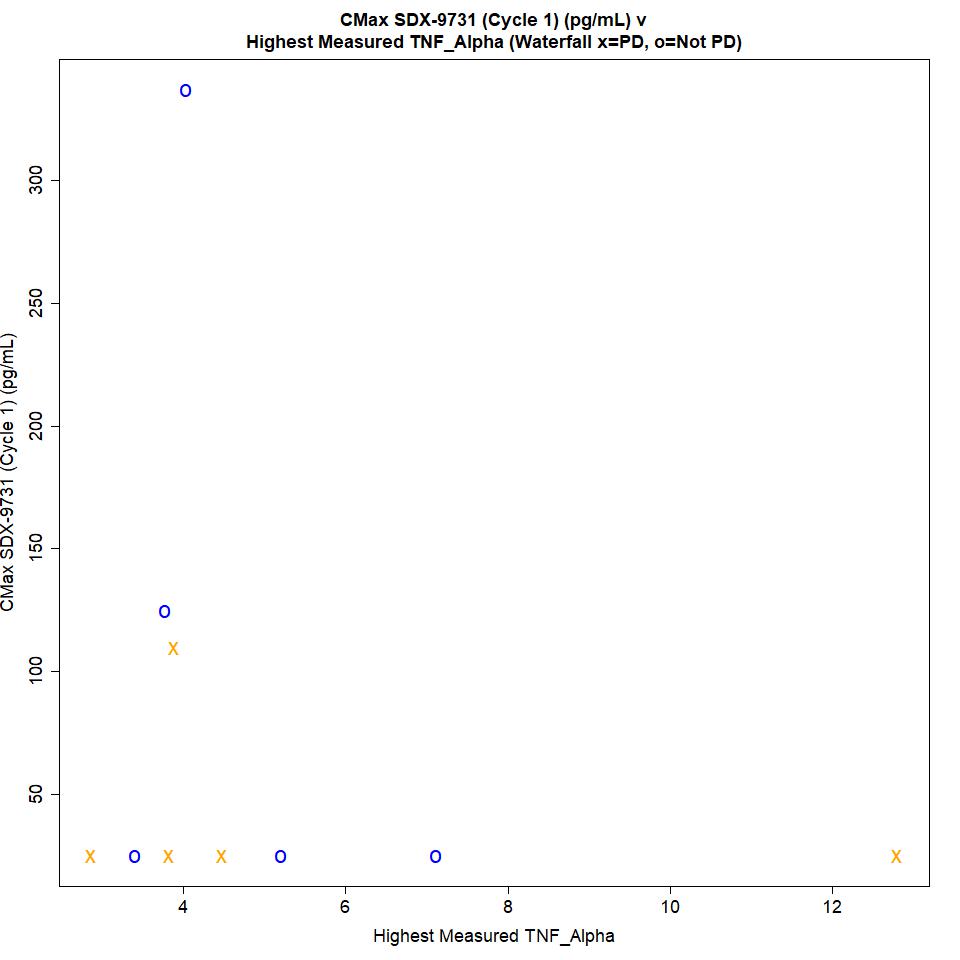 CMax SDX-9731 (Cycle 1) (pg/mL) v
Highest Measured TNF_Alpha (Waterfall x=PD, o=Not PD)
CMax SDX-9731 (Cycle 1) (pg/mL)
300
250
200
150
100
50
O
O
X
X
O
X
X
O
O
X
4
6
8
10
12
Highest Measured TNF_Alpha